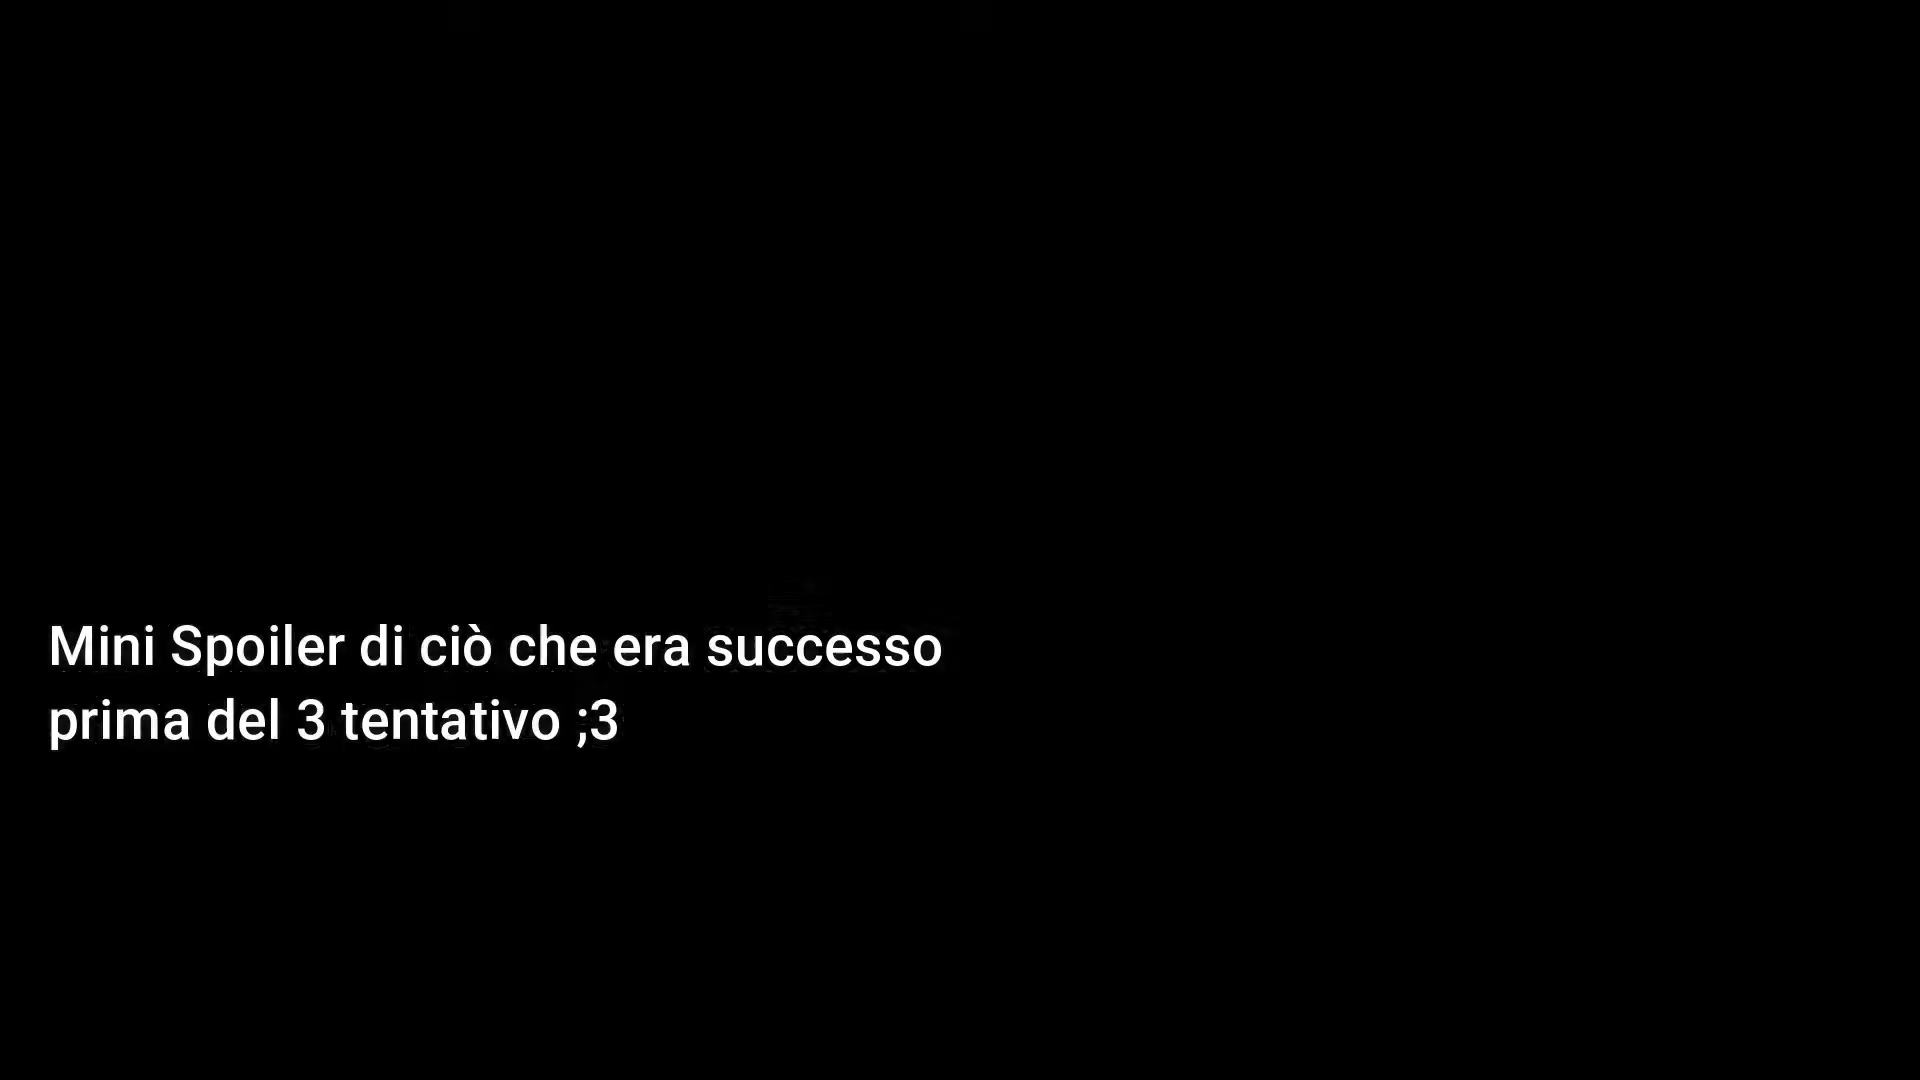 Mini Spoiler di ciò che era successo
prima del 3 tentativo ;3